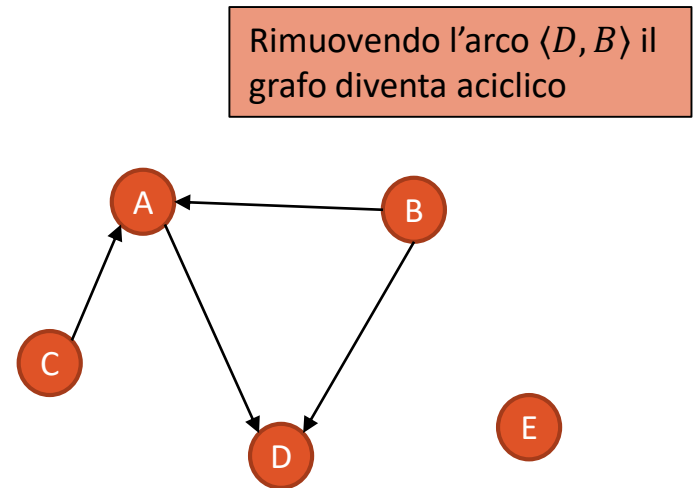 Rimuovendo l’arco ⟨𝐷, 𝐵⟩ il
grafo diventa aciclico
A
B
C
D
E